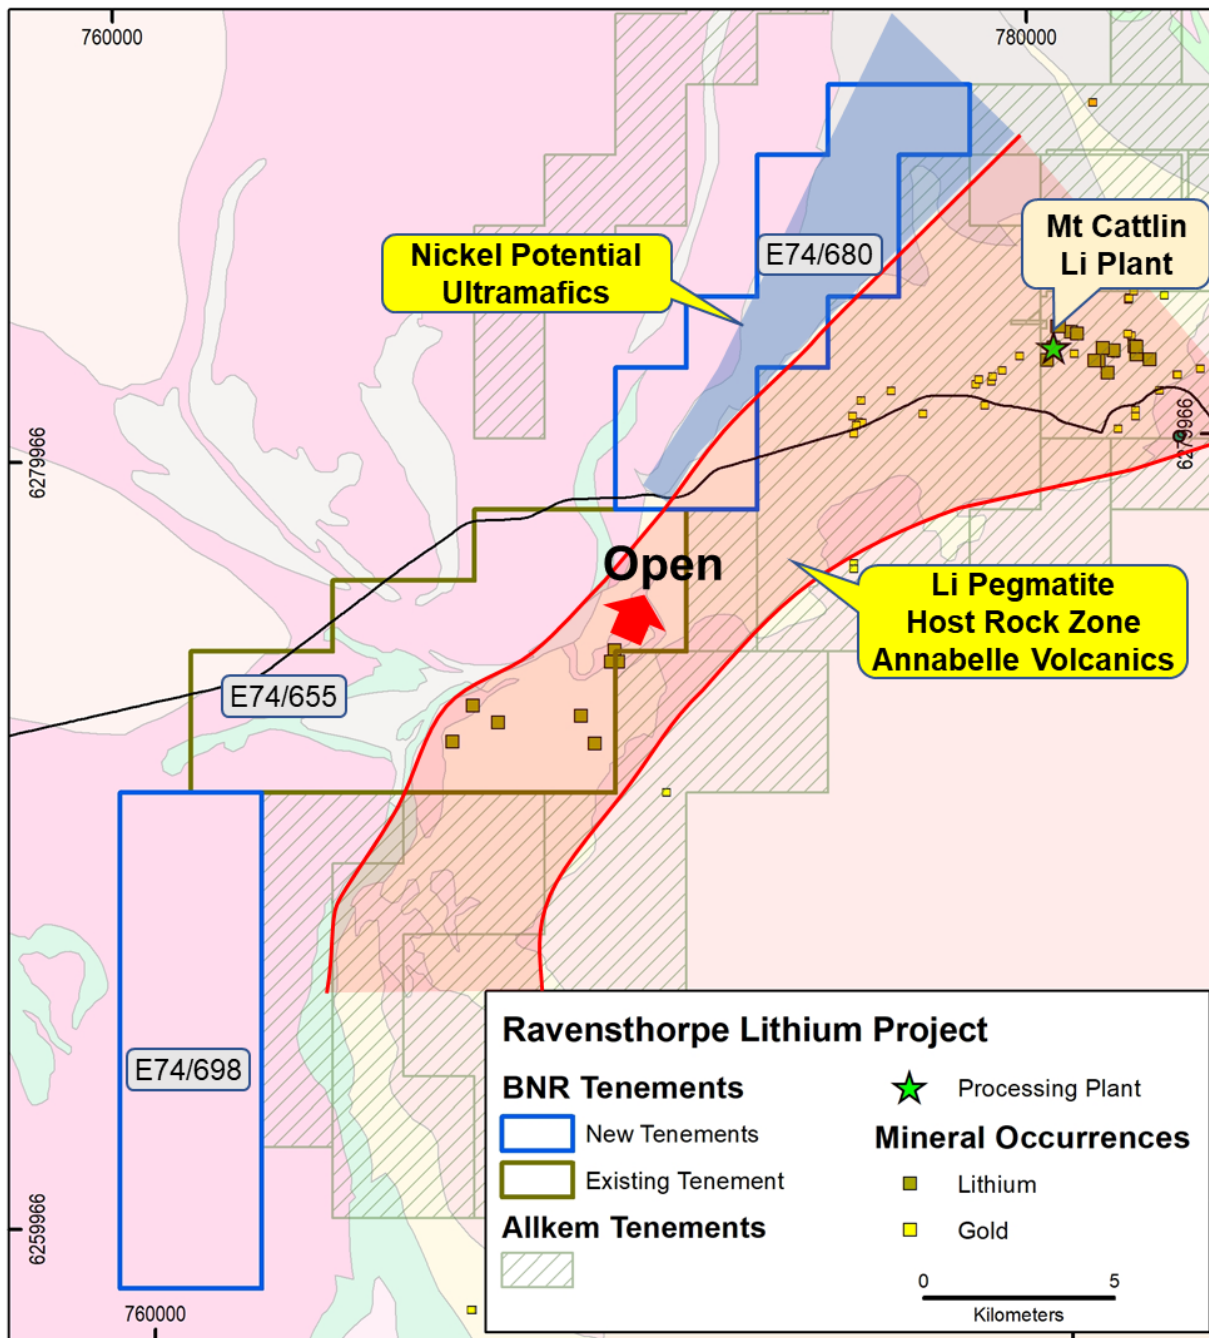 760000
780000
Mt Cattlin
Li Plant
Nickel Potential
Ultramafics
E74/680
6279966
6279966
Open
Li Pegmatite
Host Rock Zone
Annabelle Volcanics
E74/655
E74/698
Ravensthorpe Lithium Project
BNR Tenements
New Tenements
Existing Tenement
Allkem Tenements
Processing Plant
Mineral Occurrences
Lithium
Gold
0 5
Kilometers
6259966
760000